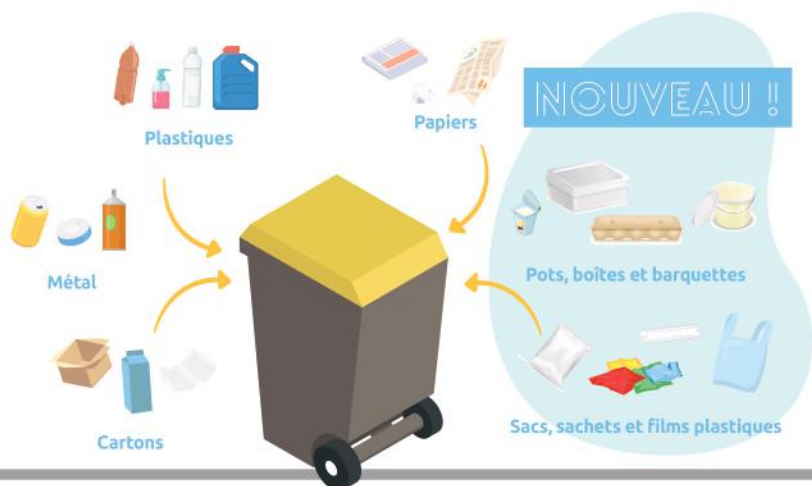 Plastiques
Papiers
NOUVEAU !
Métal
Pots, boîtes et barquettes
Cartons
Sacs, sachets et films plastiques